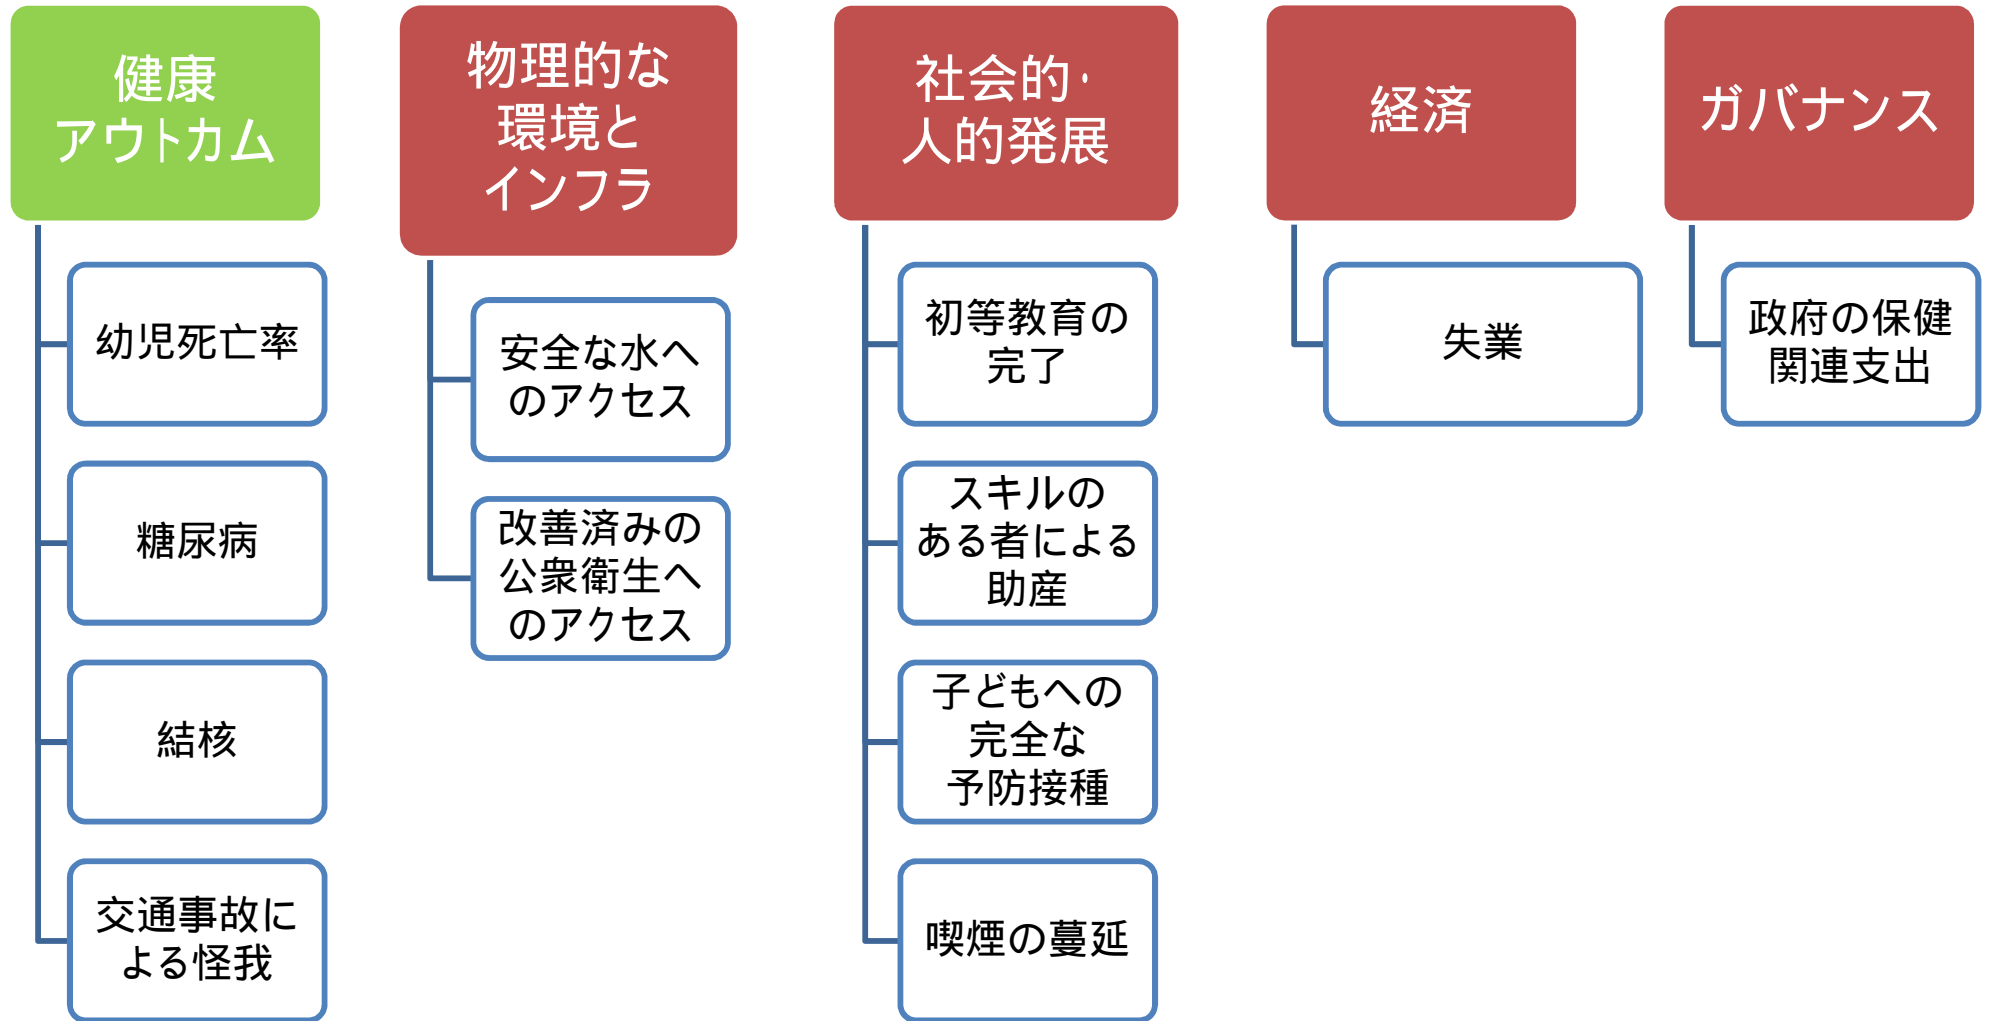 健康
アウトカム
幼児死亡率
糖尿病
結核
交通事故に
よる怪我
物理的な
環境と
インフラ
安全な水へ
のアクセス
改善済みの
公衆衛生へ
のアクセス
社会的・
人的発展
初等教育の
完了
スキルの
ある者による
助産
子どもへの
完全な
予防接種
喫煙の蔓延
経済
失業
ガバナンス
政府の保健
関連支出